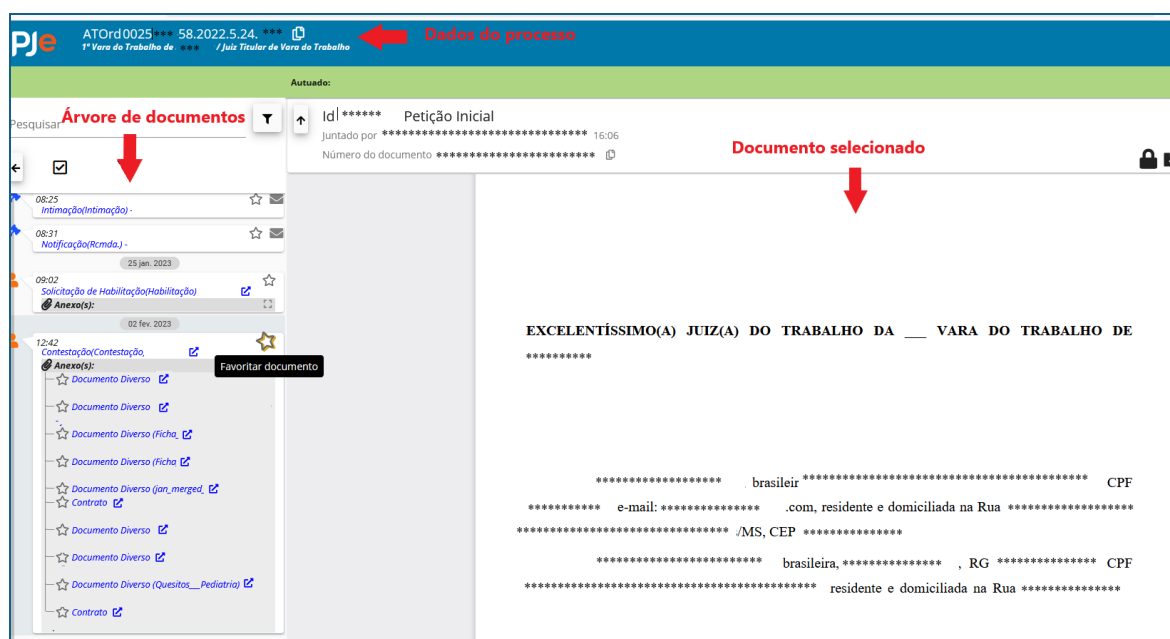 PJe
ATOrd 0025*** 58.2022.5.24. *** Dados do processo
1ª Vara do Trabalho de *** / Juiz Titular de Vara do Trabalho
Autuado:
Pesquisar Árvore de documentos
Id ****** Petição Inicial
Juntado por ******************************* 16:06
Número do documento ************************
Documento selecionado
08:25
Intimação(Intimação) -
08:31
Notificação(Rcmda.) -
25 jan. 2023
09:02
Solicitação de Habilitação(Habilitação)
Anexo(s):
02 fev. 2023
12:42
Contestação(Contestação,
Anexo(s):
Favoritar documento
Documento Diverso
Documento Diverso
Documento Diverso (Ficha_
Documento Diverso (Ficha
Documento Diverso (jan_merged_
Contrato
Documento Diverso
Documento Diverso
Documento Diverso (Quesitos___Pediatria)
Contrato
EXCELENTÍSSIMO(A) JUIZ(A) DO TRABALHO DA ___ VARA DO TRABALHO DE
**********
******************* , brasileir ******************************************* CPF
*********** e-mail: *************** .com, residente e domiciliada na Rua *******************
******************************** /MS, CEP ***************
************************* brasileira, *************** , RG *************** CPF
******************************************** residente e domiciliada na Rua ***************